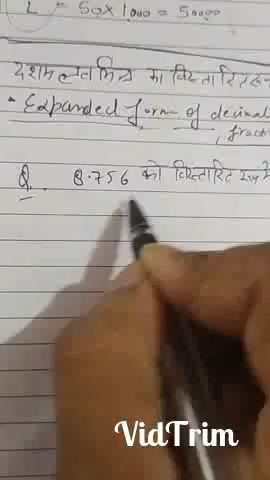 L = 50 x 1000 = 50000
दशमलव भिन्न का विस्तारित रूप
• Expanded form of decimal
fract
Q. 8.756 को विस्तारित रूप मे
VidTrim